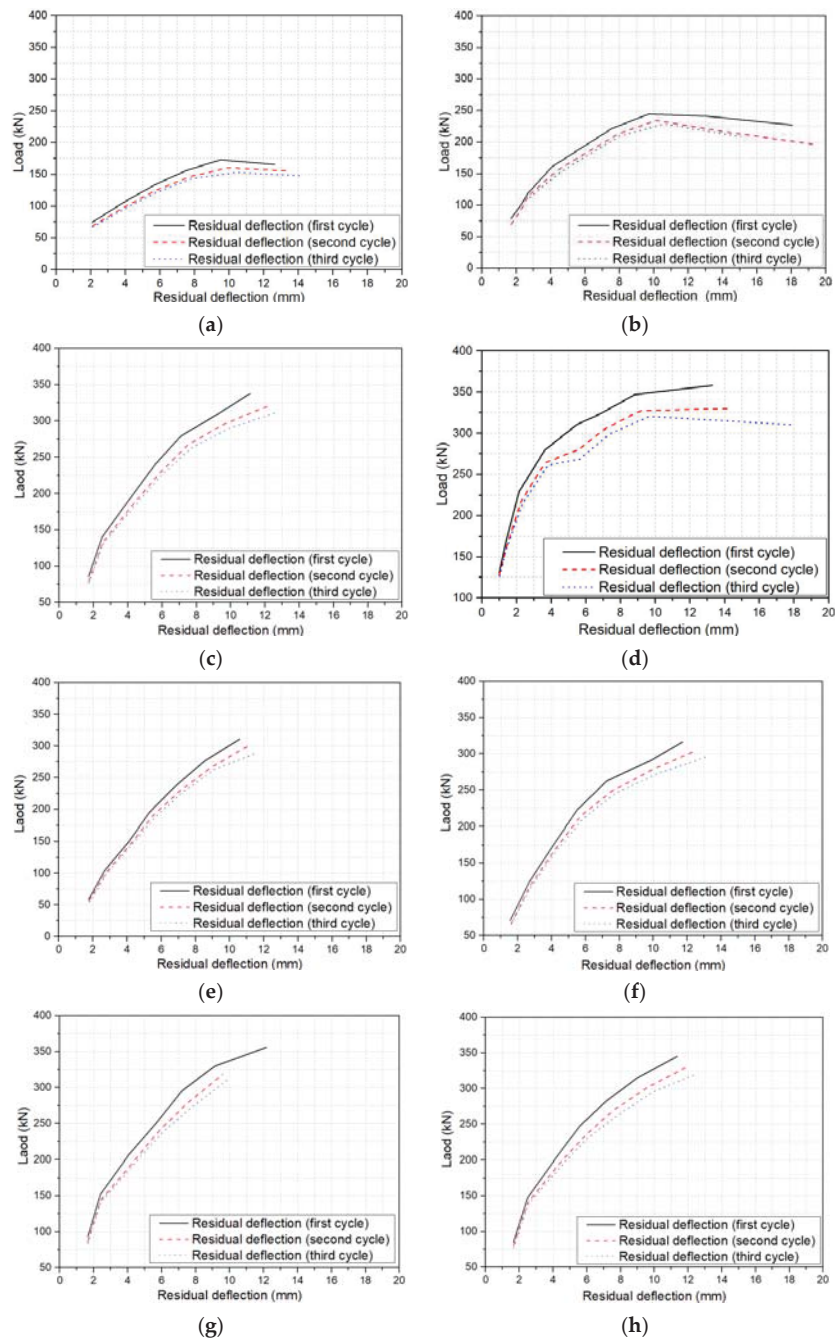 400
350
300
250
200
150
100
50
0
Load (kN)
Residual deflection (first cycle)
Residual deflection (second cycle)
Residual deflection (third cycle)
0 2 4 6 8 10 12 14 16 18 20
Residual deflection (mm)
(a)
400
350
300
250
200
150
100
50
0
Load (kN)
Residual deflection (first cycle)
Residual deflection (second cycle)
Residual deflection (third cycle)
0 2 4 6 8 10 12 14 16 18 20
Residual deflection (mm)
(b)
400
350
300
250
200
150
100
50
Laod (kN)
Residual deflection (first cycle)
Residual deflection (second cycle)
Residual deflection (third cycle)
0 2 4 6 8 10 12 14 16 18 20
Residual deflection (mm)
(c)
400
350
300
250
200
150
100
Load (kN)
Residual deflection (first cycle)
Residual deflection (second cycle)
Residual deflection (third cycle)
0 2 4 6 8 10 12 14 16 18 20
Residual deflection (mm)
(d)
400
350
300
250
200
150
100
50
0
Laod (kN)
Residual deflection (first cycle)
Residual deflection (second cycle)
Residual deflection (third cycle)
0 2 4 6 8 10 12 14 16 18 20
Residual deflection (mm)
(e)
400
350
300
250
200
150
100
50
Laod (kN)
Residual deflection (first cycle)
Residual deflection (second cycle)
Residual deflection (third cycle)
0 2 4 6 8 10 12 14 16 18 20
Residual deflection (mm)
(f)
400
350
300
250
200
150
100
50
Laod (kN)
Residual deflection (first cycle)
Residual deflection (second cycle)
Residual deflection (third cycle)
0 2 4 6 8 10 12 14 16 18 20
Residual deflection (mm)
(g)
400
350
300
250
200
150
100
50
Laod (kN)
Residual deflection (first cycle)
Residual deflection (second cycle)
Residual deflection (third cycle)
0 2 4 6 8 10 12 14 16 18 20
Residual deflection (mm)
(h)